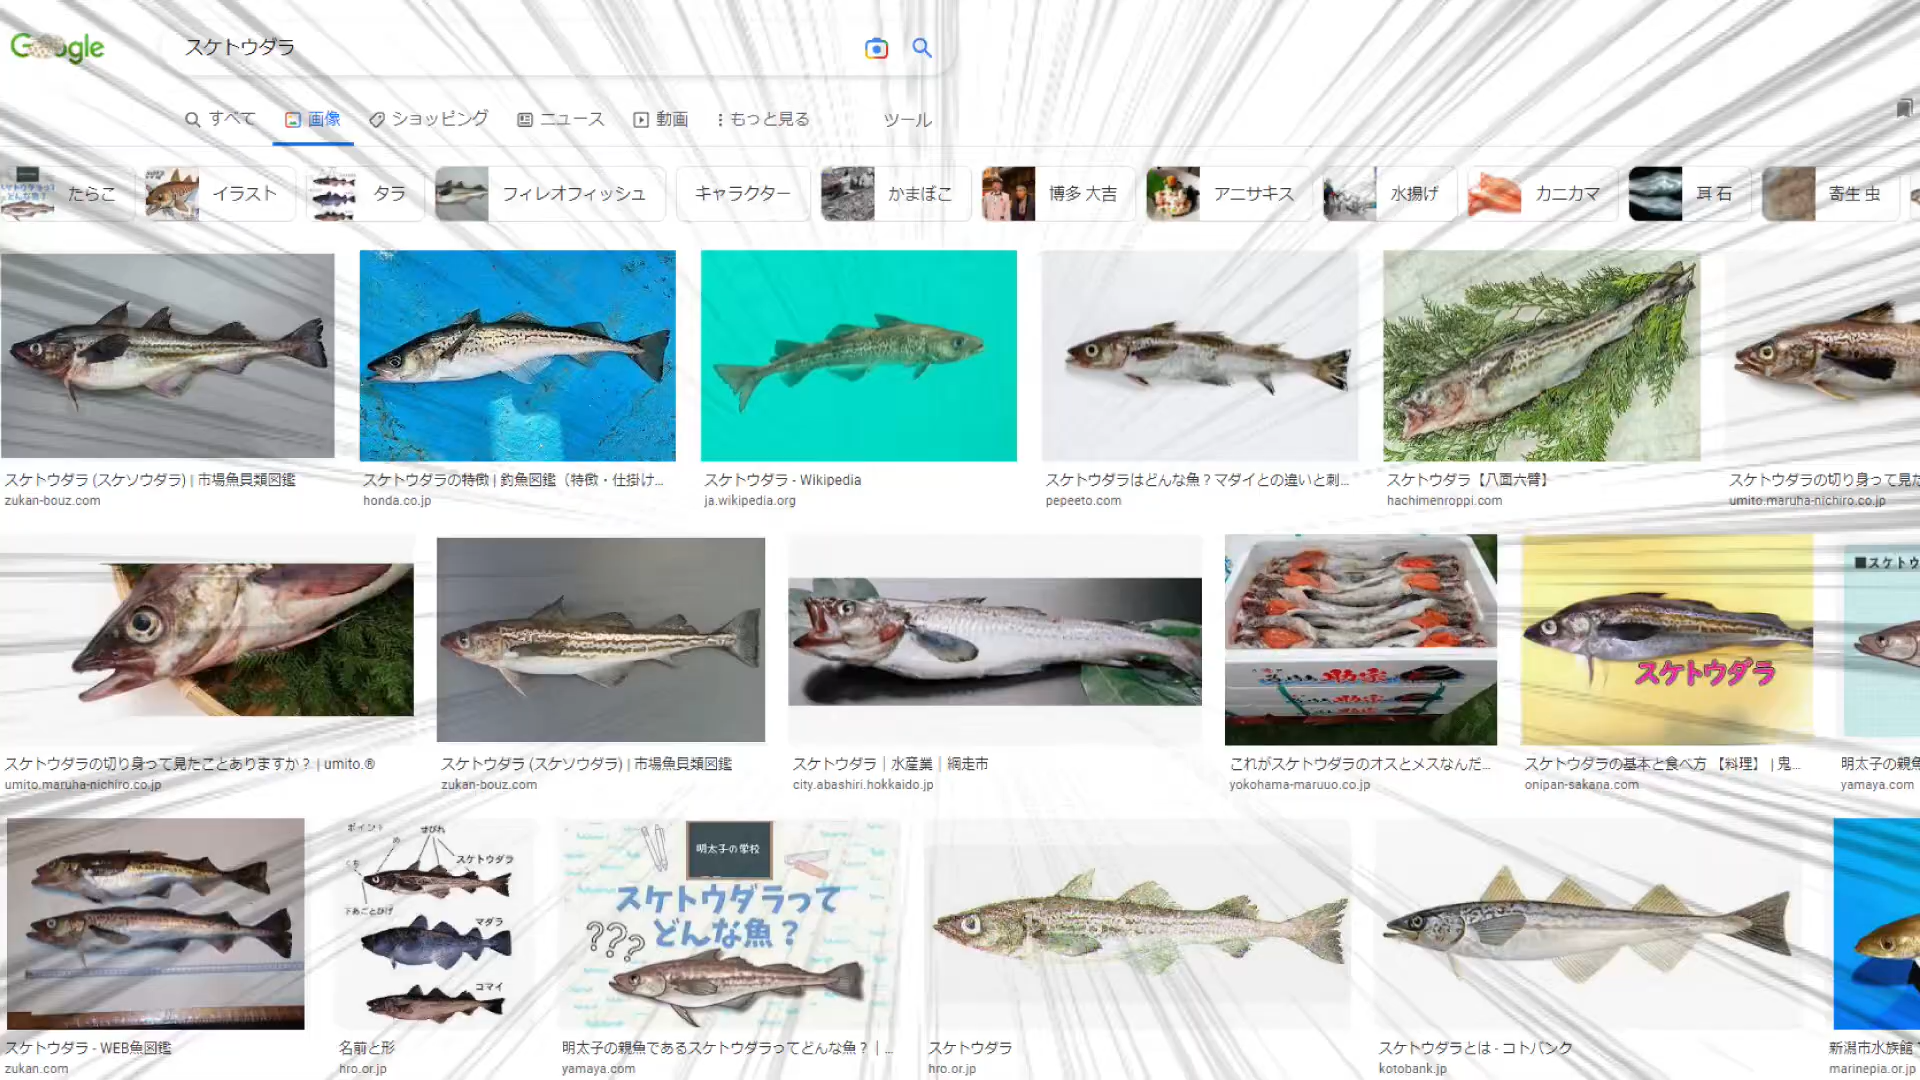 Google
スケトウダラ
すべて 画像 ショッピング ニュース 動画 もっと見る ツール
たらこ イラスト タラ フィレオフィッシュ キャラクター かまぼこ 博多 大吉 アニサキス 水揚げ カニカマ 耳 石 寄生 虫
スケトウダラ (スケソウダラ) | 市場魚貝類図鑑
zukan-bouz.com
スケトウダラの特徴 | 釣魚図鑑（特徴・仕掛け...
honda.co.jp
スケトウダラ - Wikipedia
ja.wikipedia.org
スケトウダラはどんな魚？マダイとの違いと刺...
pepeeto.com
スケトウダラ【八面六臂】
hachimenroppi.com
スケトウダラの切り身って見た
umito.maruha-nichiro.co.jp
スケトウダラ
■スケトウ
スケトウダラの切り身って見たことありますか？ | umito.®
umito.maruha-nichiro.co.jp
スケトウダラ (スケソウダラ) | 市場魚貝類図鑑
zukan-bouz.com
スケトウダラ｜水産業｜網走市
city.abashiri.hokkaido.jp
これがスケトウダラのオスとメスなんだ...
yokohama-maruuo.co.jp
スケトウダラの基本と食べ方 【料理】 | 鬼...
onipan-sakana.com
明太子の親魚
yamaya.com
ポイント
せびれ
め
くち
スケトウダラ
下あごとひげ
マダラ
コマイ
明太子の学校
スケトウダラって
どんな魚？
???
スケトウダラ - WEB魚図鑑
zukan.com
名前と形
hro.or.jp
明太子の親魚であるスケトウダラってどんな魚？｜...
yamaya.com
スケトウダラ
hro.or.jp
スケトウダラとは - コトバンク
kotobank.jp
新潟市水族館
marinepia.or.jp